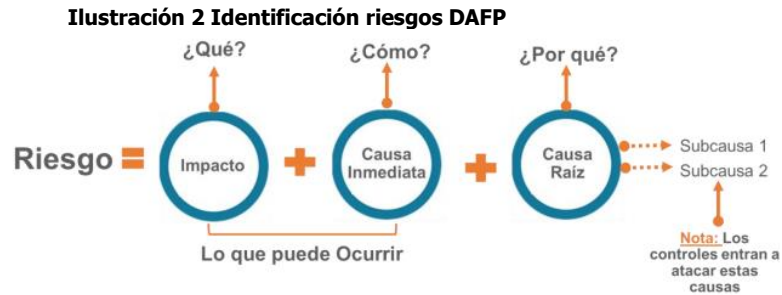 Ilustración 2 Identificación riesgos DAFP
¿Qué?
¿Cómo?
¿Por qué?
Riesgo
=
Impacto
+
Causa
Inmediata
+
Causa
Raíz
Subcausa 1
Subcausa 2
Lo que puede Ocurrir
Nota: Los
controles entran a
atacar estas
causas